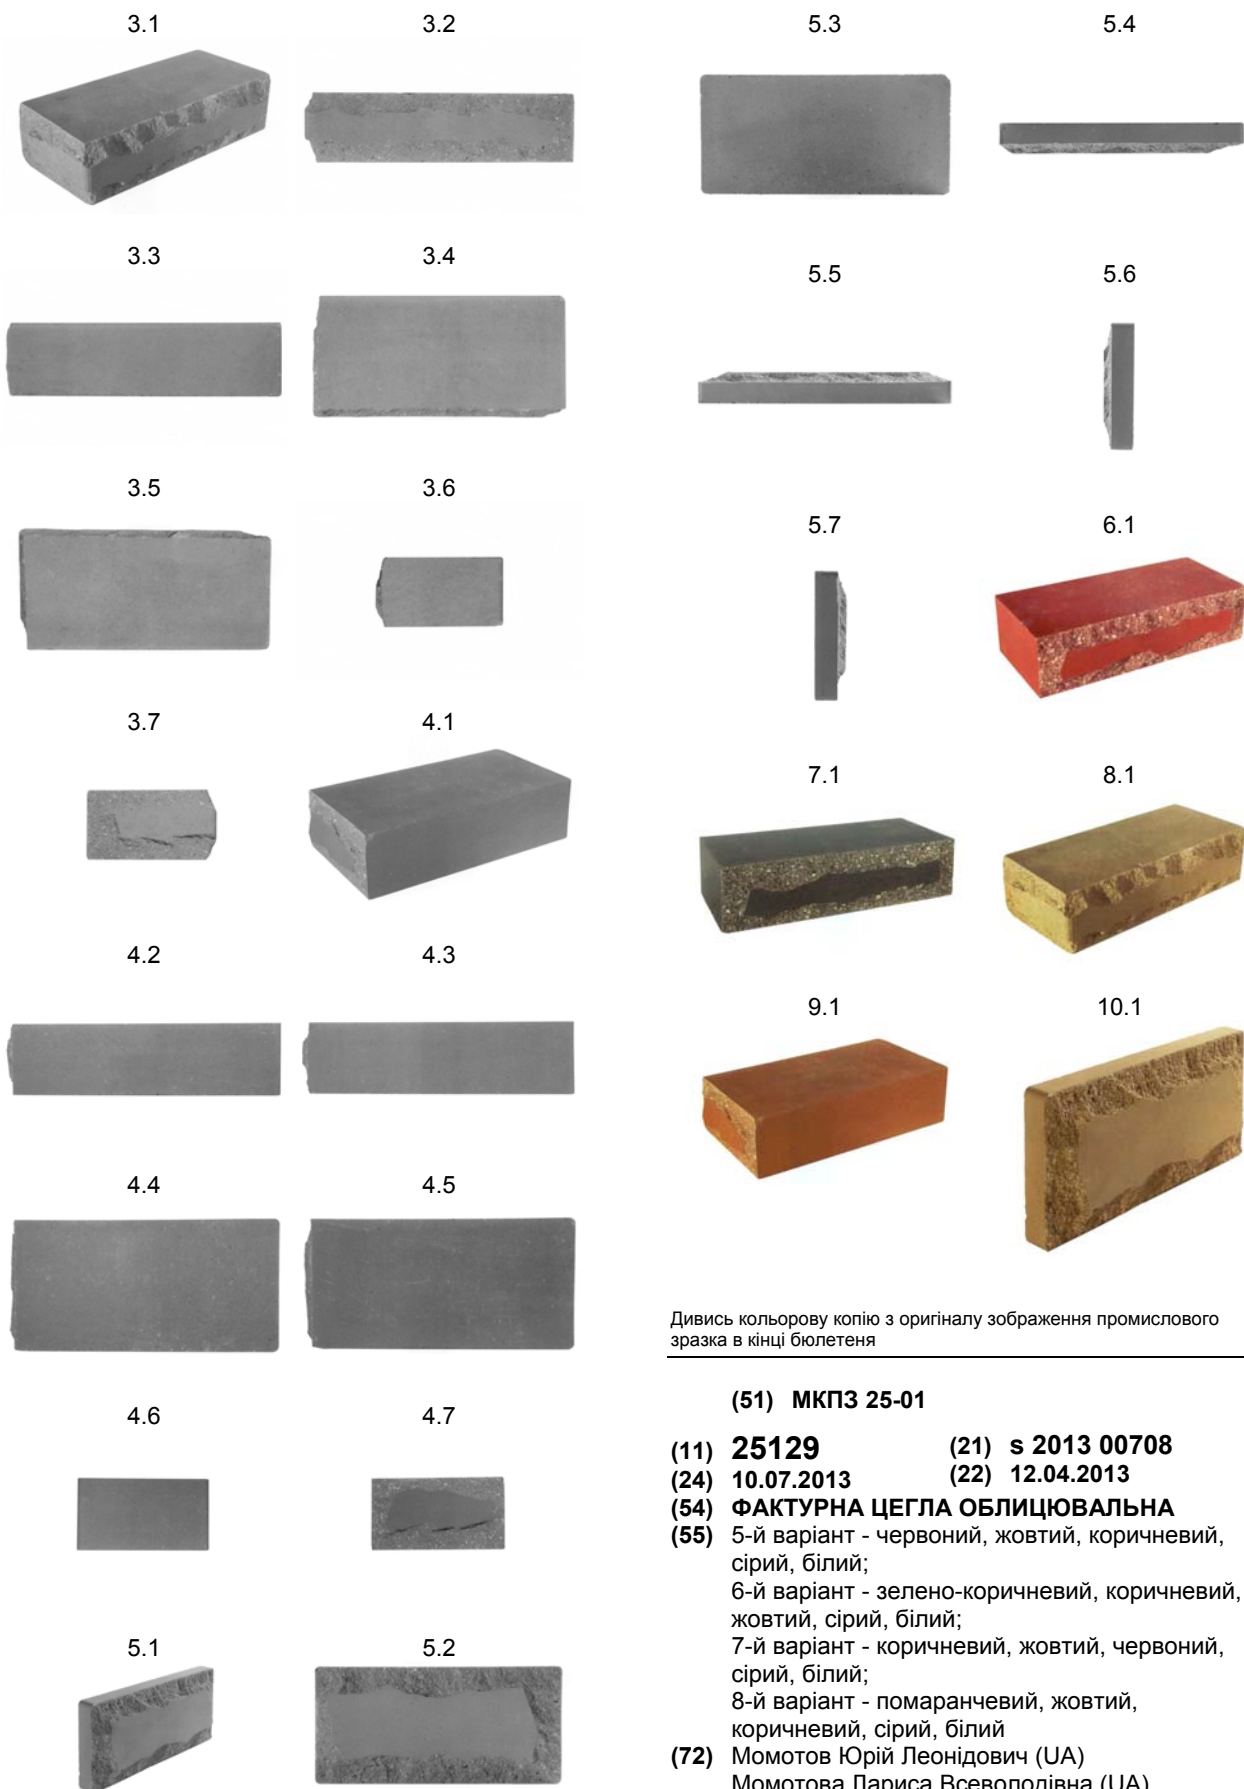 3.1
3.2
3.3
3.4
3.5
3.6
3.7
4.1
4.2
4.3
4.4
4.5
4.6
4.7
5.1
5.2
5.3
5.4
5.5
5.6
5.7
6.1
7.1
8.1
9.1
10.1
Дивись кольорову копію з оригіналу зображення промислового
зразка в кінці бюлетеня
(51) МКПЗ 25-01
(11) 25129 (21) s 2013 00708
(24) 10.07.2013 (22) 12.04.2013
(54) ФАКТУРНА ЦЕГЛА ОБЛИЦЮВАЛЬНА
(55) 5-й варіант - червоний, жовтий, коричневий,
сірий, білий;
6-й варіант - зелено-коричневий, коричневий,
жовтий, сірий, білий;
7-й варіант - коричневий, жовтий, червоний,
сірий, білий;
8-й варіант - помаранчевий, жовтий,
коричневий, сірий, білий
(72) Момотов Юрій Леонідович (UA)
Момотова Лариса Всеволодівна (UA)